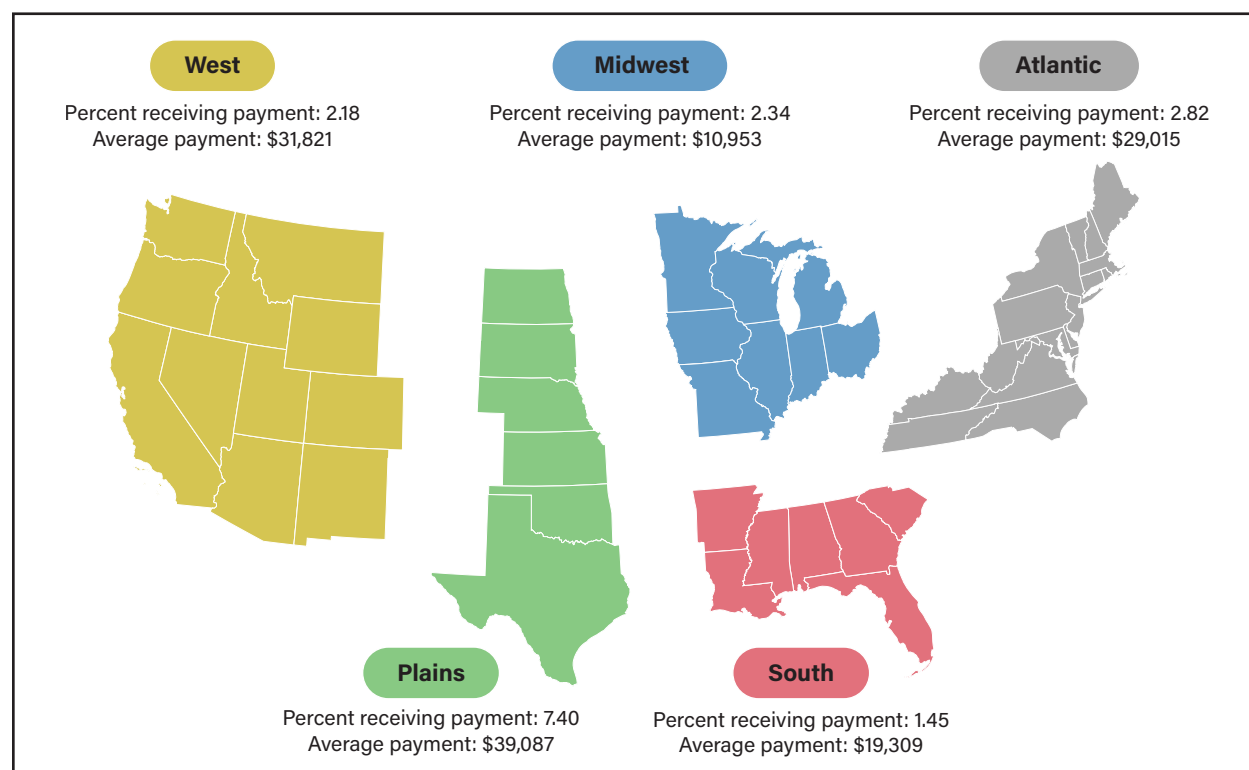 West
Percent receiving payment: 2.18
Average payment: $31,821
Midwest
Percent receiving payment: 2.34
Average payment: $10,953
Atlantic
Percent receiving payment: 2.82
Average payment: $29,015
Plains
Percent receiving payment: 7.40
Average payment: $39,087
South
Percent receiving payment: 1.45
Average payment: $19,309